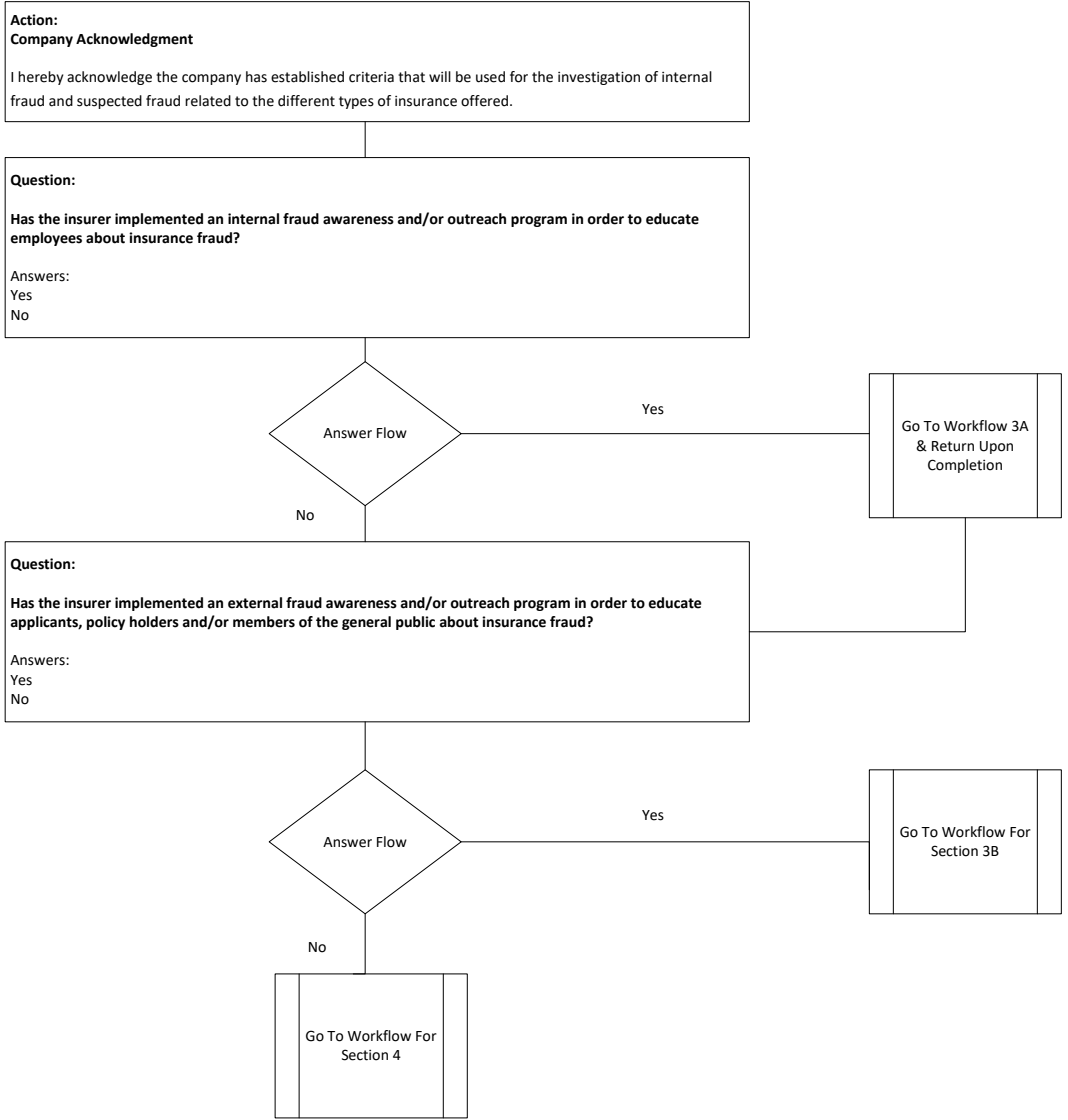 Action:
Company Acknowledgment
I hereby acknowledge the company has established criteria that will be used for the investigation of internal
fraud and suspected fraud related to the different types of insurance offered.
Question:
Has the insurer implemented an internal fraud awareness and/or outreach program in order to educate
employees about insurance fraud?
Answers:
Yes
No
Answer Flow
Yes
Go To Workflow 3A
& Return Upon
Completion
No
Question:
Has the insurer implemented an external fraud awareness and/or outreach program in order to educate
applicants, policy holders and/or members of the general public about insurance fraud?
Answers:
Yes
No
Answer Flow
Yes
Go To Workflow For
Section 3B
No
Go To Workflow For
Section 4